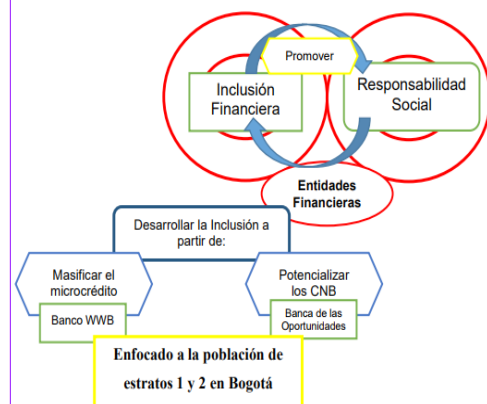 Promover
Inclusión
Financiera
Responsabilidad
Social
Entidades
Financieras
Desarrollar la Inclusión a
partir de:
Masificar el
microcrédito
Potencializar
los CNB
Banco WWB
Banca de las
Oportunidades
Enfocado a la población de
estratos 1 y 2 en Bogotá